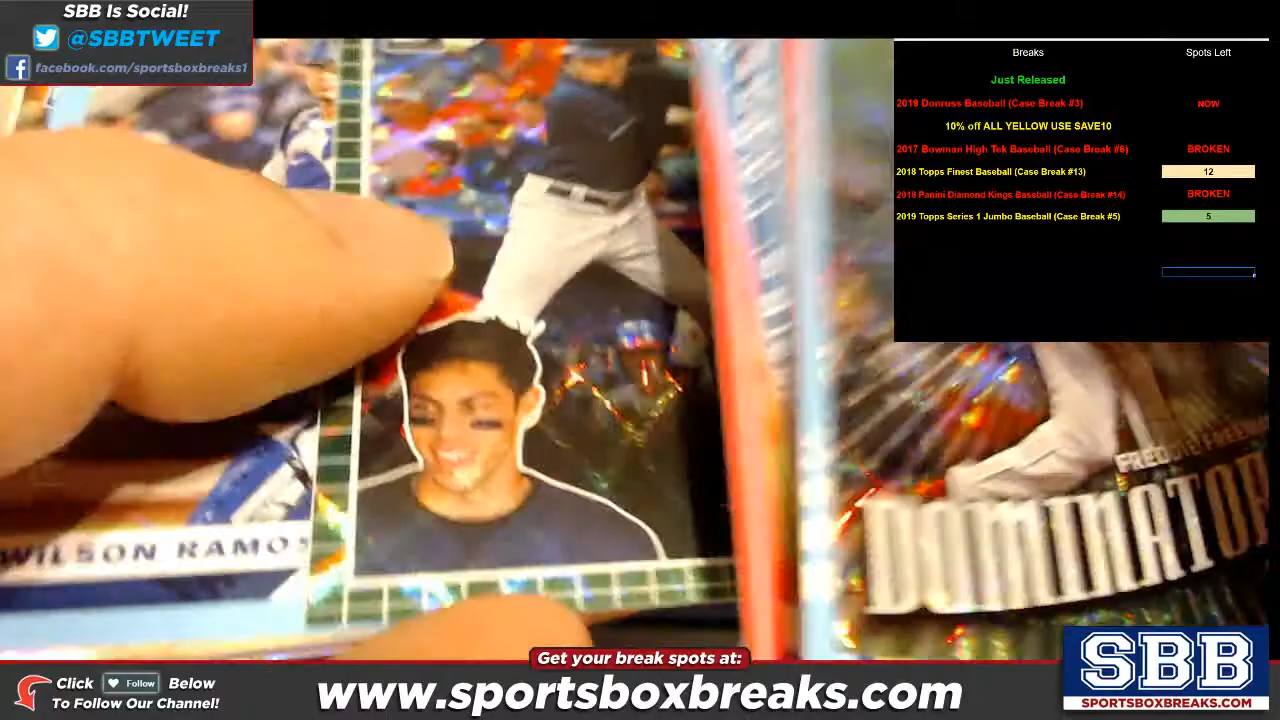 SBB Is Social!
@SBBTWEET
facebook.com/sportsboxbreaks1
Breaks Spots Left
Just Released
2019 Donruss Baseball (Case Break #3) NOW
10% off ALL YELLOW USE SAVE10
2017 Bowman High Tek Baseball (Case Break #6) BROKEN
2018 Topps Finest Baseball (Case Break #13) 12
2018 Panini Diamond Kings Baseball (Case Break #14) BROKEN
2019 Topps Series 1 Jumbo Baseball (Case Break #5) 5
WILSON RAMOS
FREDDIE FREEMAN
DOMINATOR
Get your break spots at:
Click Follow Below
To Follow Our Channel!
www.sportsboxbreaks.com
SBB
SPORTSBOXBREAKS.COM